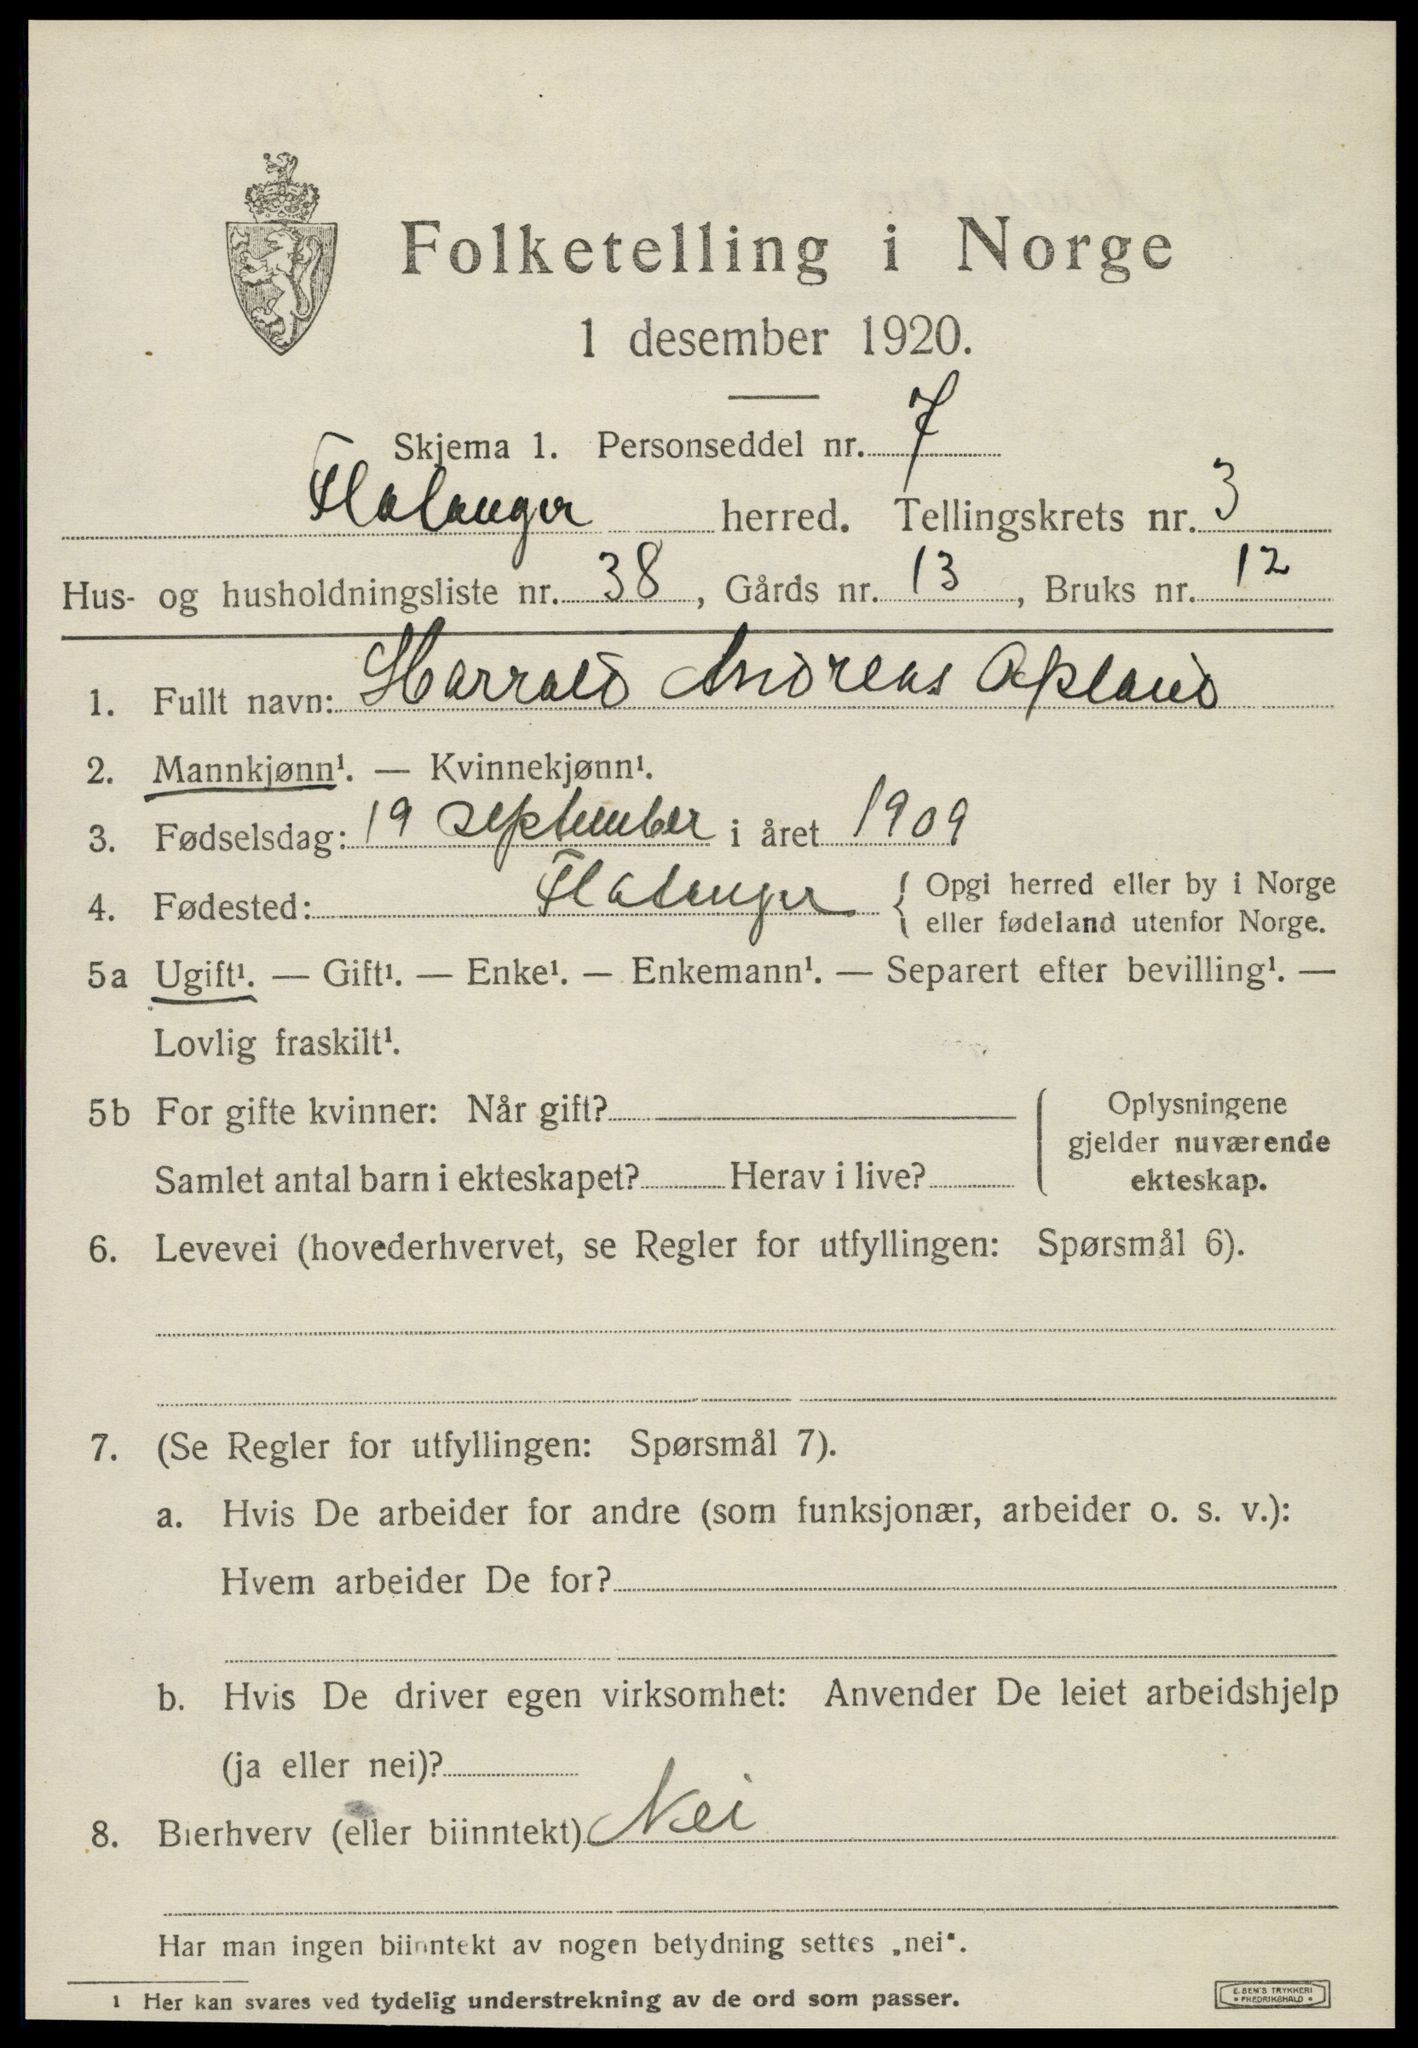 Folketelling i Norge
1 desember 1920.
Skjema 1. Personseddel nr. 7
Flatanger herred. Tellingskrets nr. 3
Hus- og husholdningsliste nr. 38, Gårds nr. 13, Bruks nr. 12
1. Fullt navn: Harrald Andreas Opland
2. Mannkjønn¹. — Kvinnekjønn¹.
3. Fødselsdag: 19 september i året 1909
4. Fødested: Flatanger { Opgi herred eller by i Norge
eller fødeland utenfor Norge.
5a Ugift¹. — Gift¹. — Enke¹. — Enkemann¹. — Separert efter bevilling¹. —
Lovlig fraskilt¹.
5b For gifte kvinner: Når gift?
Samlet antal barn i ekteskapet? Herav i live?
Oplysningene
gjelder nuværende
ekteskap.
6. Levevei (hovederhvervet, se Regler for utfyllingen: Spørsmål 6).
7. (Se Regler for utfyllingen: Spørsmål 7).
a. Hvis De arbeider for andre (som funksjonær, arbeider o. s. v.):
Hvem arbeider De for?
b. Hvis De driver egen virksomhet: Anvender De leiet arbeidshjelp
(ja eller nei)?
8. Bierhverv (eller biinntekt) Nei
Har man ingen biinntekt av nogen betydning settes „nei".
1 Her kan svares ved tydelig understrekning av de ord som passer.
E. SEM'S TRYKKERI
FREDRIKSHALD